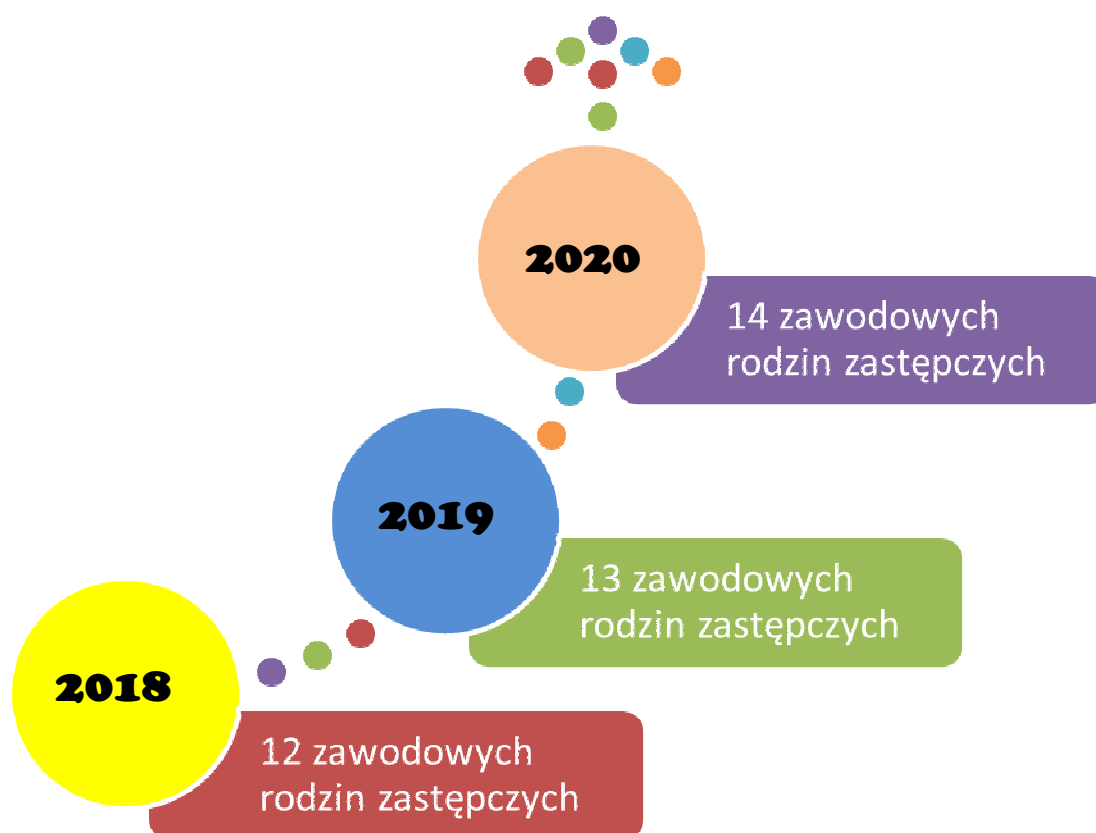 2020
14 zawodowych
rodzin zastępczych
2019
13 zawodowych
rodzin zastępczych
2018
12 zawodowych
rodzin zastępczych